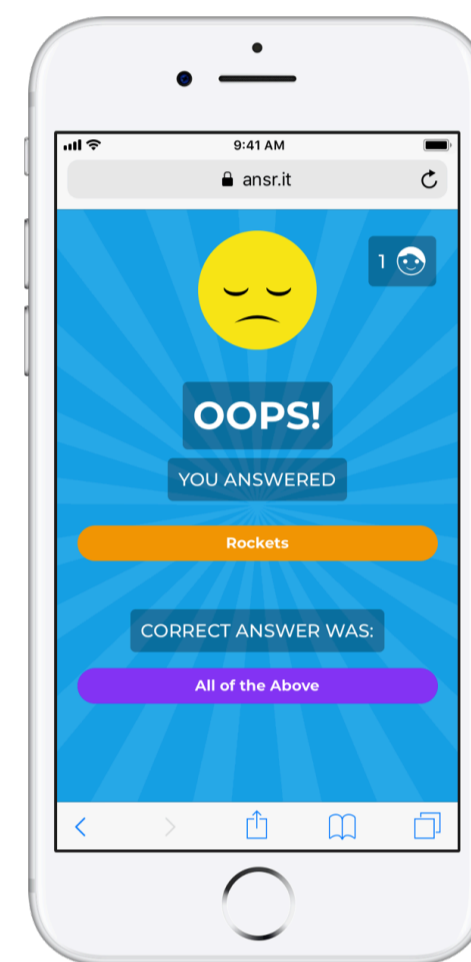 9:41 AM
ansr.it
1
OOPS!
YOU ANSWERED
Rockets
CORRECT ANSWER WAS:
All of the Above